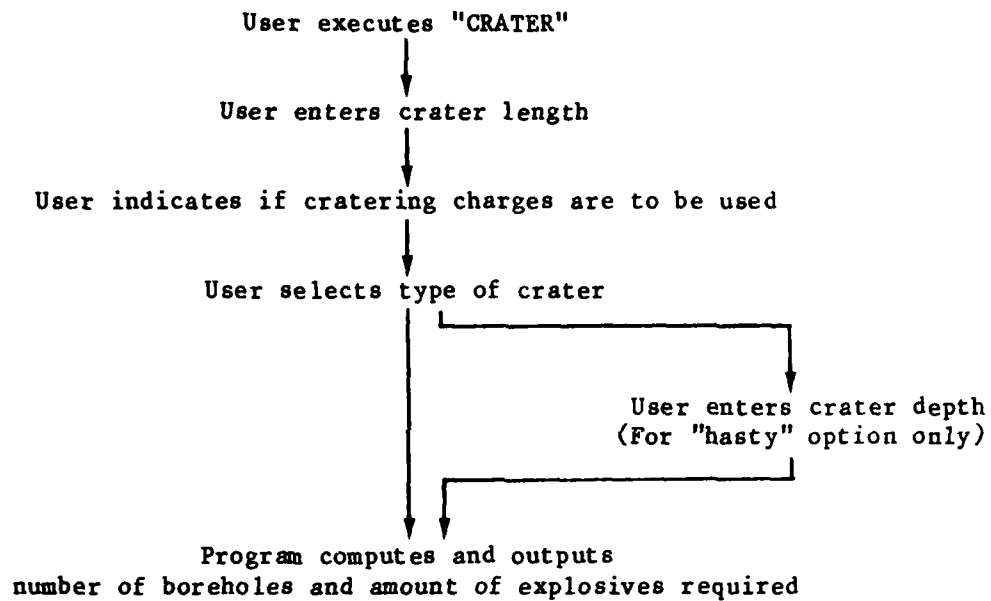 User executes "CRATER"
User enters crater length
User indicates if cratering charges are to be used
User selects type of crater
User enters crater depth
(For "hasty" option only)
Program computes and outputs
number of boreholes and amount of explosives required